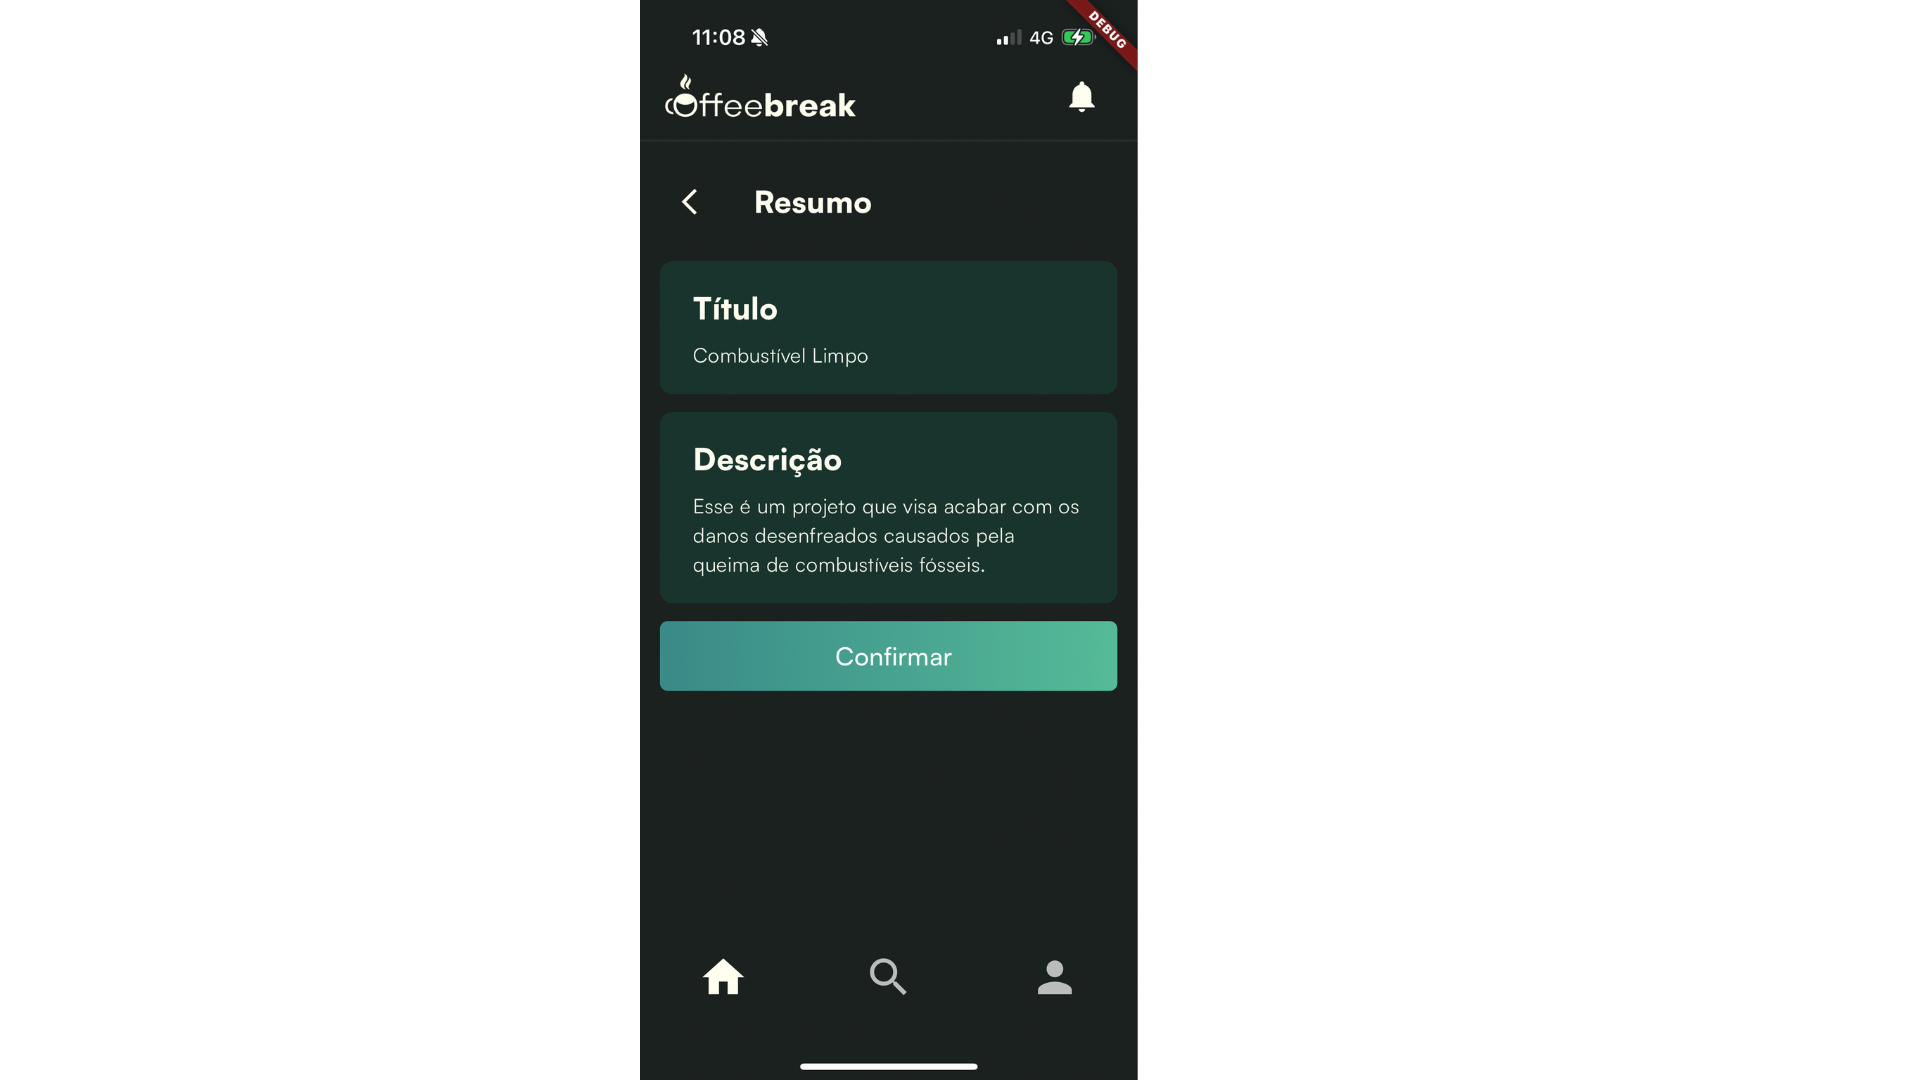 11:08
4G
DEBUG
coffeebreak
Resumo
Título
Combustível Limpo
Descrição
Esse é um projeto que visa acabar com os
danos desenfreados causados pela
queima de combustíveis fósseis.
Confirmar